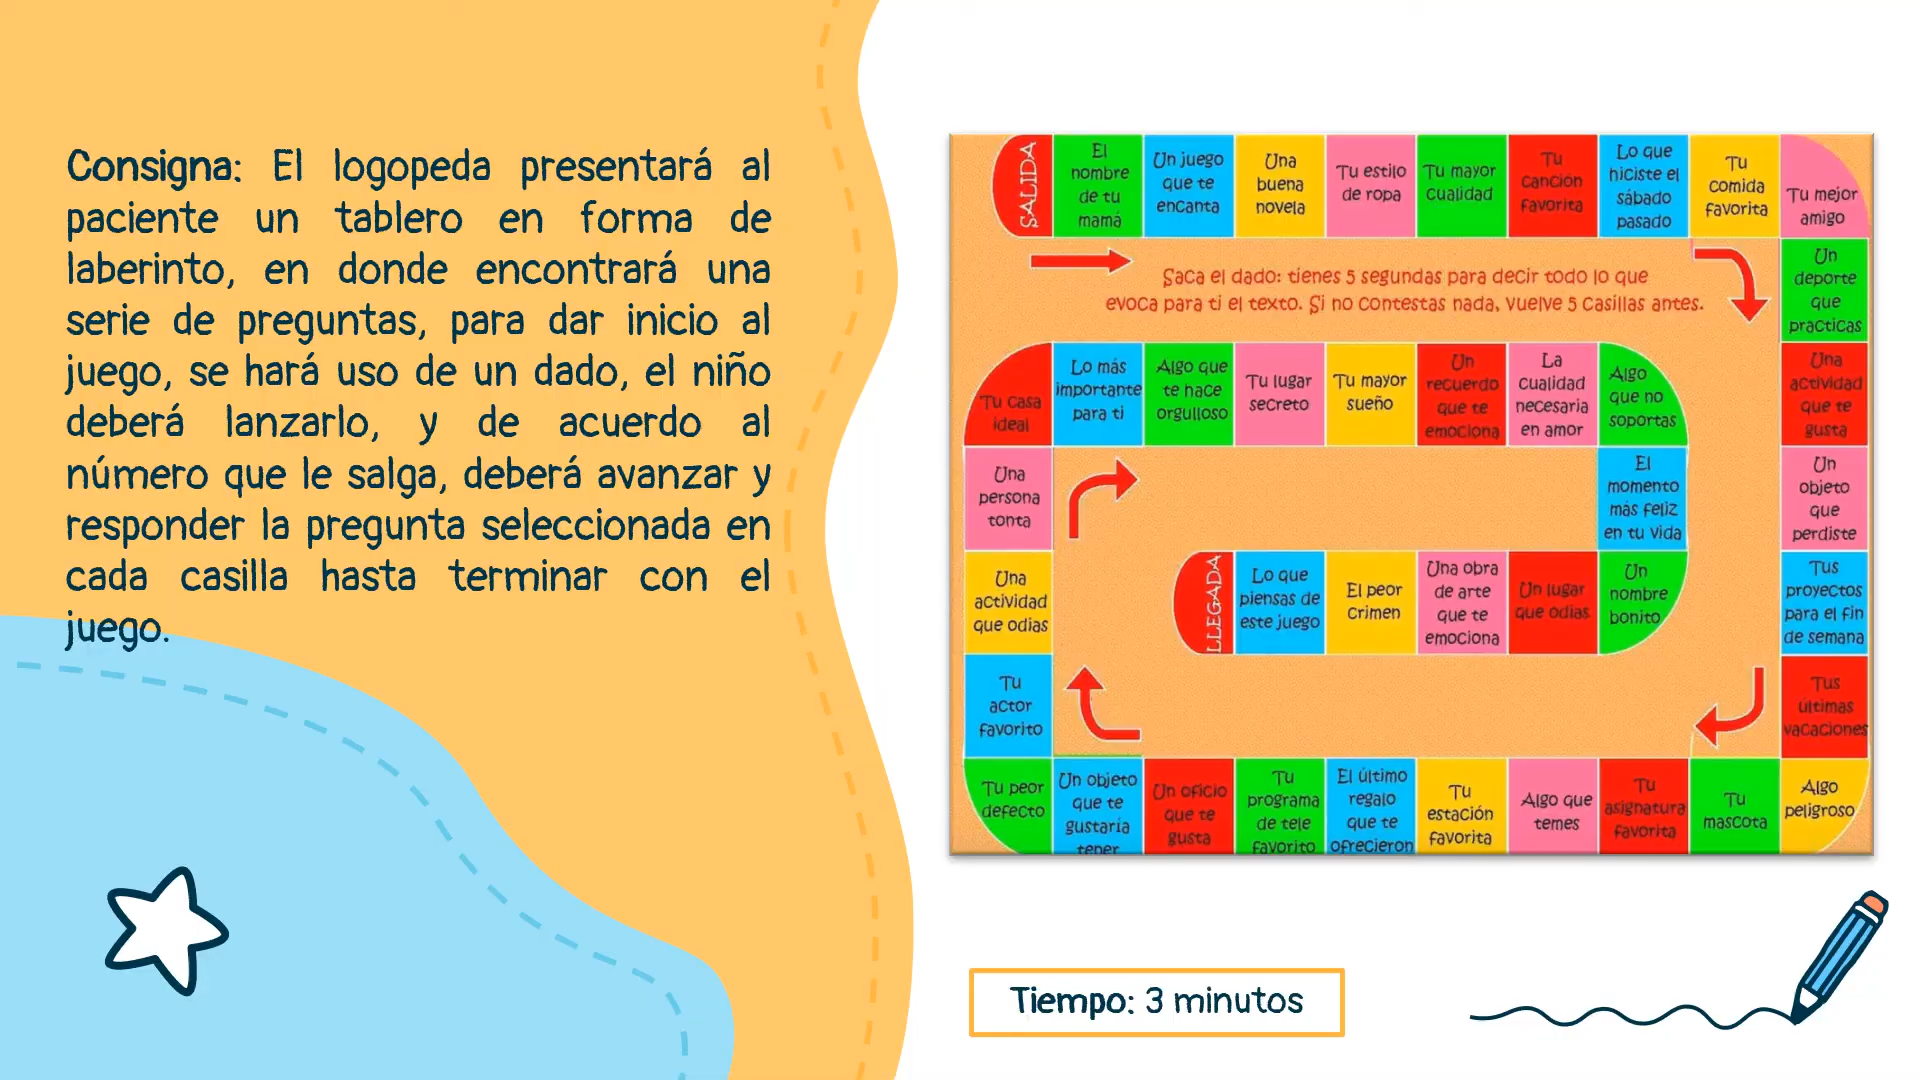 Consigna: El logopeda presentará al
paciente un tablero en forma de
laberinto, en donde encontrará una
serie de preguntas, para dar inicio al
juego, se hará uso de un dado, el niño
deberá lanzarlo, y de acuerdo al
número que le salga, deberá avanzar y
responder la pregunta seleccionada en
cada casilla hasta terminar con el
juego.
SALIDA
El
nombre
de tu
mamá
Un juego
que te
encanta
Una
buena
novela
Tu estilo
de ropa
Tu mayor
cualidad
Tu
canción
favorita
Lo que
hiciste el
sábado
pasado
Tu
comida
favorita
Tu mejor
amigo
Un
deporte
que
practicas
Una
actividad
que te
gusta
Un
objeto
que
perdiste
Tus
proyectos
para el fin
de semana
Tus
últimas
vacaciones
Algo
peligroso
Tu
mascota
Tu
asignatura
favorita
Algo que
temes
Tu
estación
favorita
El último
regalo
que te
ofrecieron
Tu
programa
de tele
favorito
Un oficio
que te
gusta
Un objeto
que te
gustaría
tener
Tu peor
defecto
Tu
actor
favorito
Una
actividad
que odias
Una
persona
tonta
Tu casa
ideal
Lo más
importante
para ti
Algo que
te hace
orgulloso
Tu lugar
secreto
Tu mayor
sueño
Un
recuerdo
que te
emociona
La
cualidad
necesaria
en amor
Algo
que no
soportas
El
momento
más feliz
en tu vida
Un
nombre
bonito
Un lugar
que odias
Una obra
de arte
que te
emociona
El peor
crimen
Lo que
piensas de
este juego
LLEGADA
Saca el dado: tienes 5 segundas para decir todo lo que
evoca para ti el texto. Si no contestas nada, vuelve 5 casillas antes.
Tiempo: 3 minutos